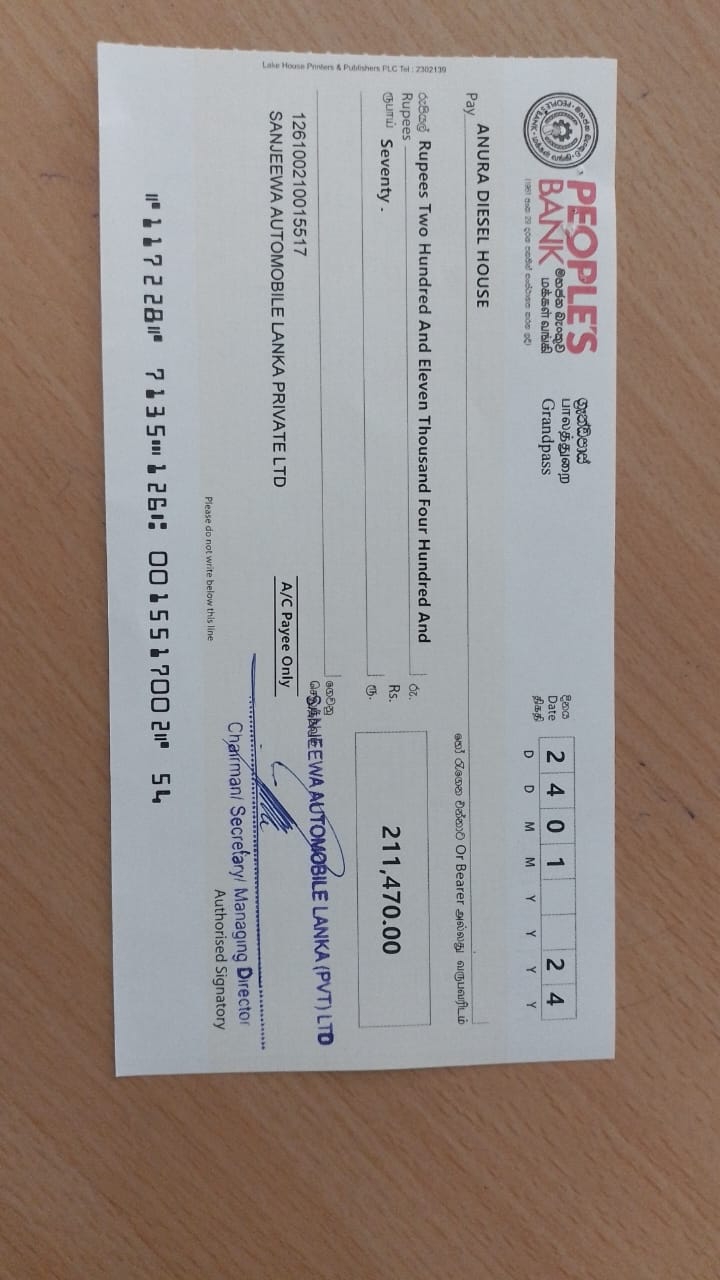 PEOPLE'S
BANK
මහජන බැංකුව
மக்கள் வங்கி
ග්‍රෑන්ඩ්පාස්
பாலத்துறை
Grandpass
දිනය
Date
திகதி
2 4 0 1 2 4
D D M M Y Y Y Y
Pay ANURA DIESEL HOUSE
Or Bearer அல்லது
රුපියල් Rupees Two Hundred And Eleven Thousand Four Hundred And
Rupees
ரூபாய் Seventy .
රු.
Rs.
ரூ.
211,470.00
126100210015517
SANJEEWA AUTOMOBILE LANKA PRIVATE LTD
A/C Payee Only
SANJEEWA AUTOMOBILE LANKA (PVT) LTD
Chairman/ Secretary/ Managing Director
Authorised Signatory
Please do not write below this line
Lake House Printers & Publishers PLC Tel : 2302139
⑈117228⑈ 7135⑉126⑆ 0015517002⑈ 54